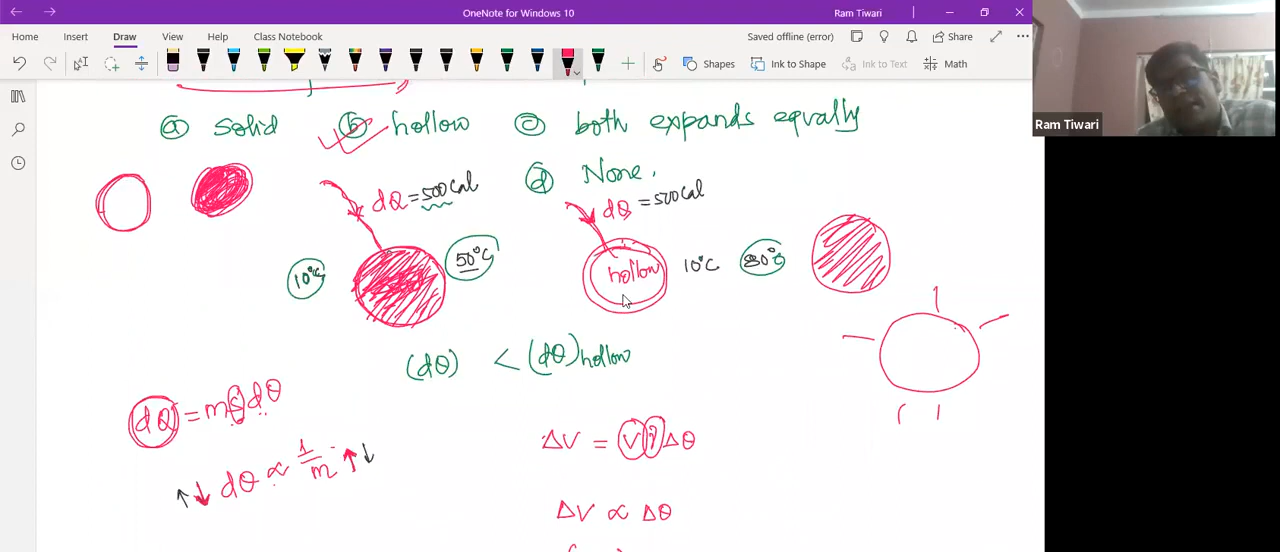 OneNote for Windows 10
Ram Tiwari
Home Insert Draw View Help Class Notebook
Saved offline (error)
Share
Shapes
Ink to Shape
Ink to Text
Math
Ram Tiwari
ⓐ solid ⓑ hollow ⓒ both expands equally
ⓓ None.
dQ = 500 Cal
dQ = 500 Cal
10°C
50°C
hollow
10°C
80°C
(dθ) < (dθ)hollow
dQ = msdθ
dθ ∝ 1/m
ΔV = VγΔθ
ΔV ∝ Δθ